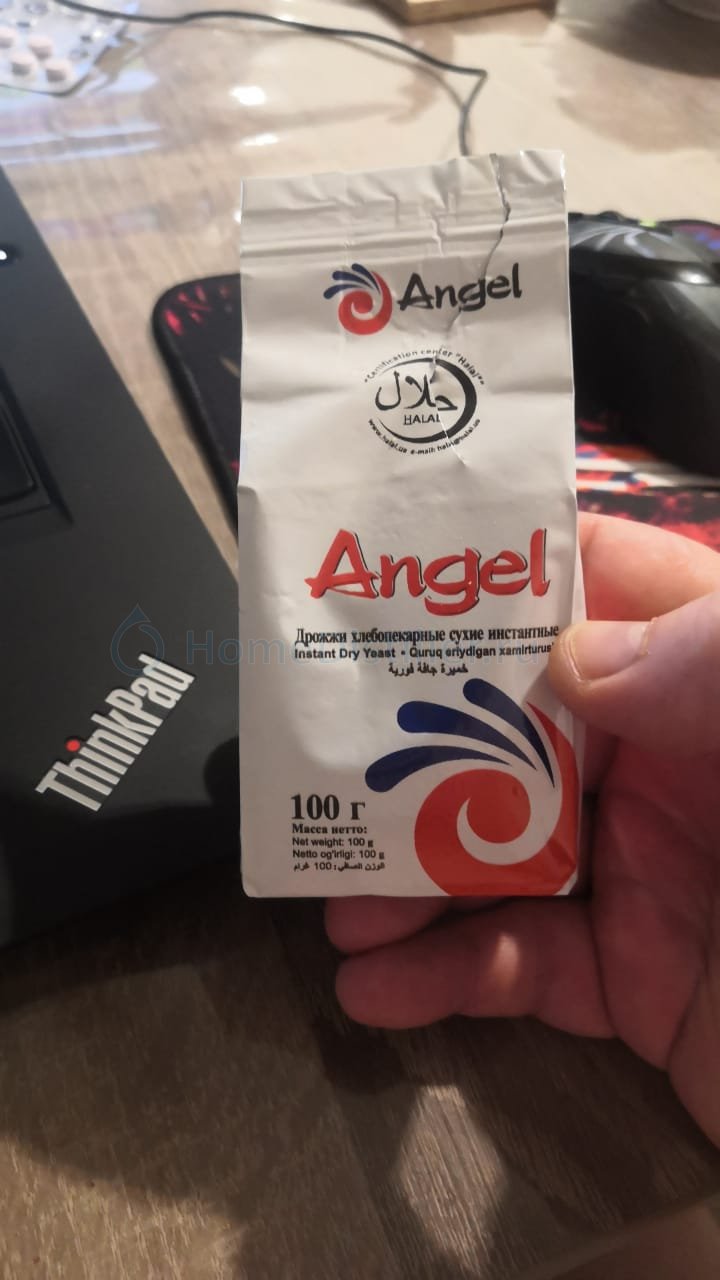 Angel
"Certification center "Halal""
حلال
HALAL
www.halal.ua e-mail: halal@halal.ua
Angel
Дрожжи хлебопекарные сухие инстантные
Instant Dry Yeast • Quruq eriydigan xamirturush
خميرة جافة فورية
100 г
Масса нетто:
Net weight: 100 g
Netto og'irligi: 100 g
الوزن الصافي: 100 غرام
ThinkPad